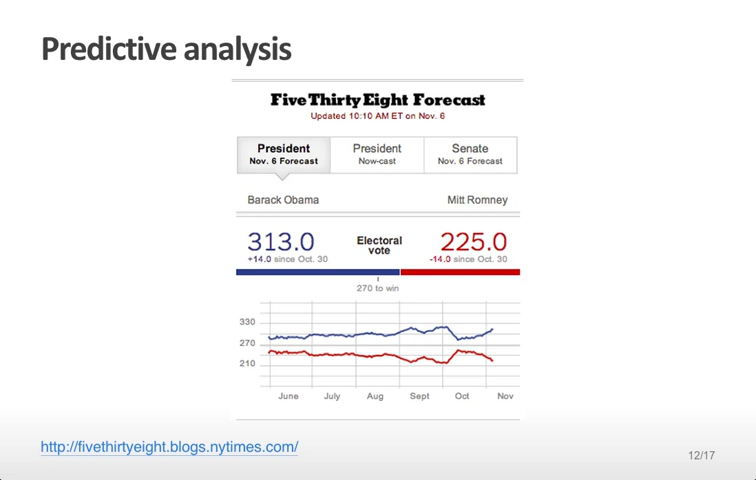 Predictive analysis
FiveThirtyEight Forecast
Updated 10:10 AM ET on Nov. 6
President
Nov. 6 Forecast
President
Now-cast
Senate
Nov. 6 Forecast
Barack Obama
Mitt Romney
313.0
+14.0 since Oct. 30
Electoral
vote
225.0
-14.0 since Oct. 30
270 to win
330
270
210
June July Aug Sept Oct Nov
http://fivethirtyeight.blogs.nytimes.com/
12/17